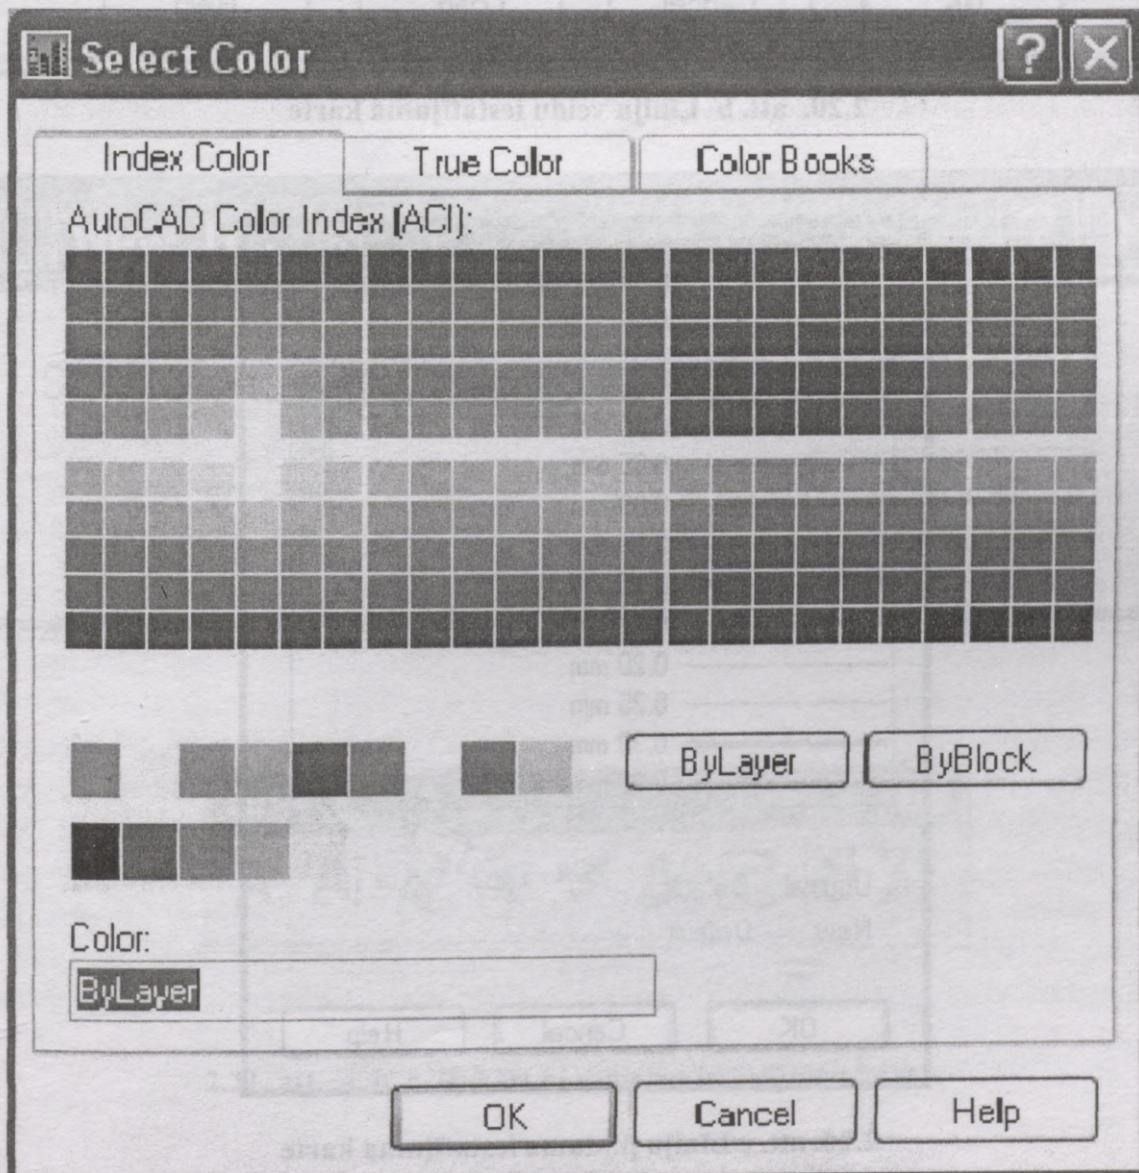 Select Color
Index Color True Color Color Books
AutoCAD Color Index (ACI):
ByLayer ByBlock
Color:
ByLayer
OK Cancel Help